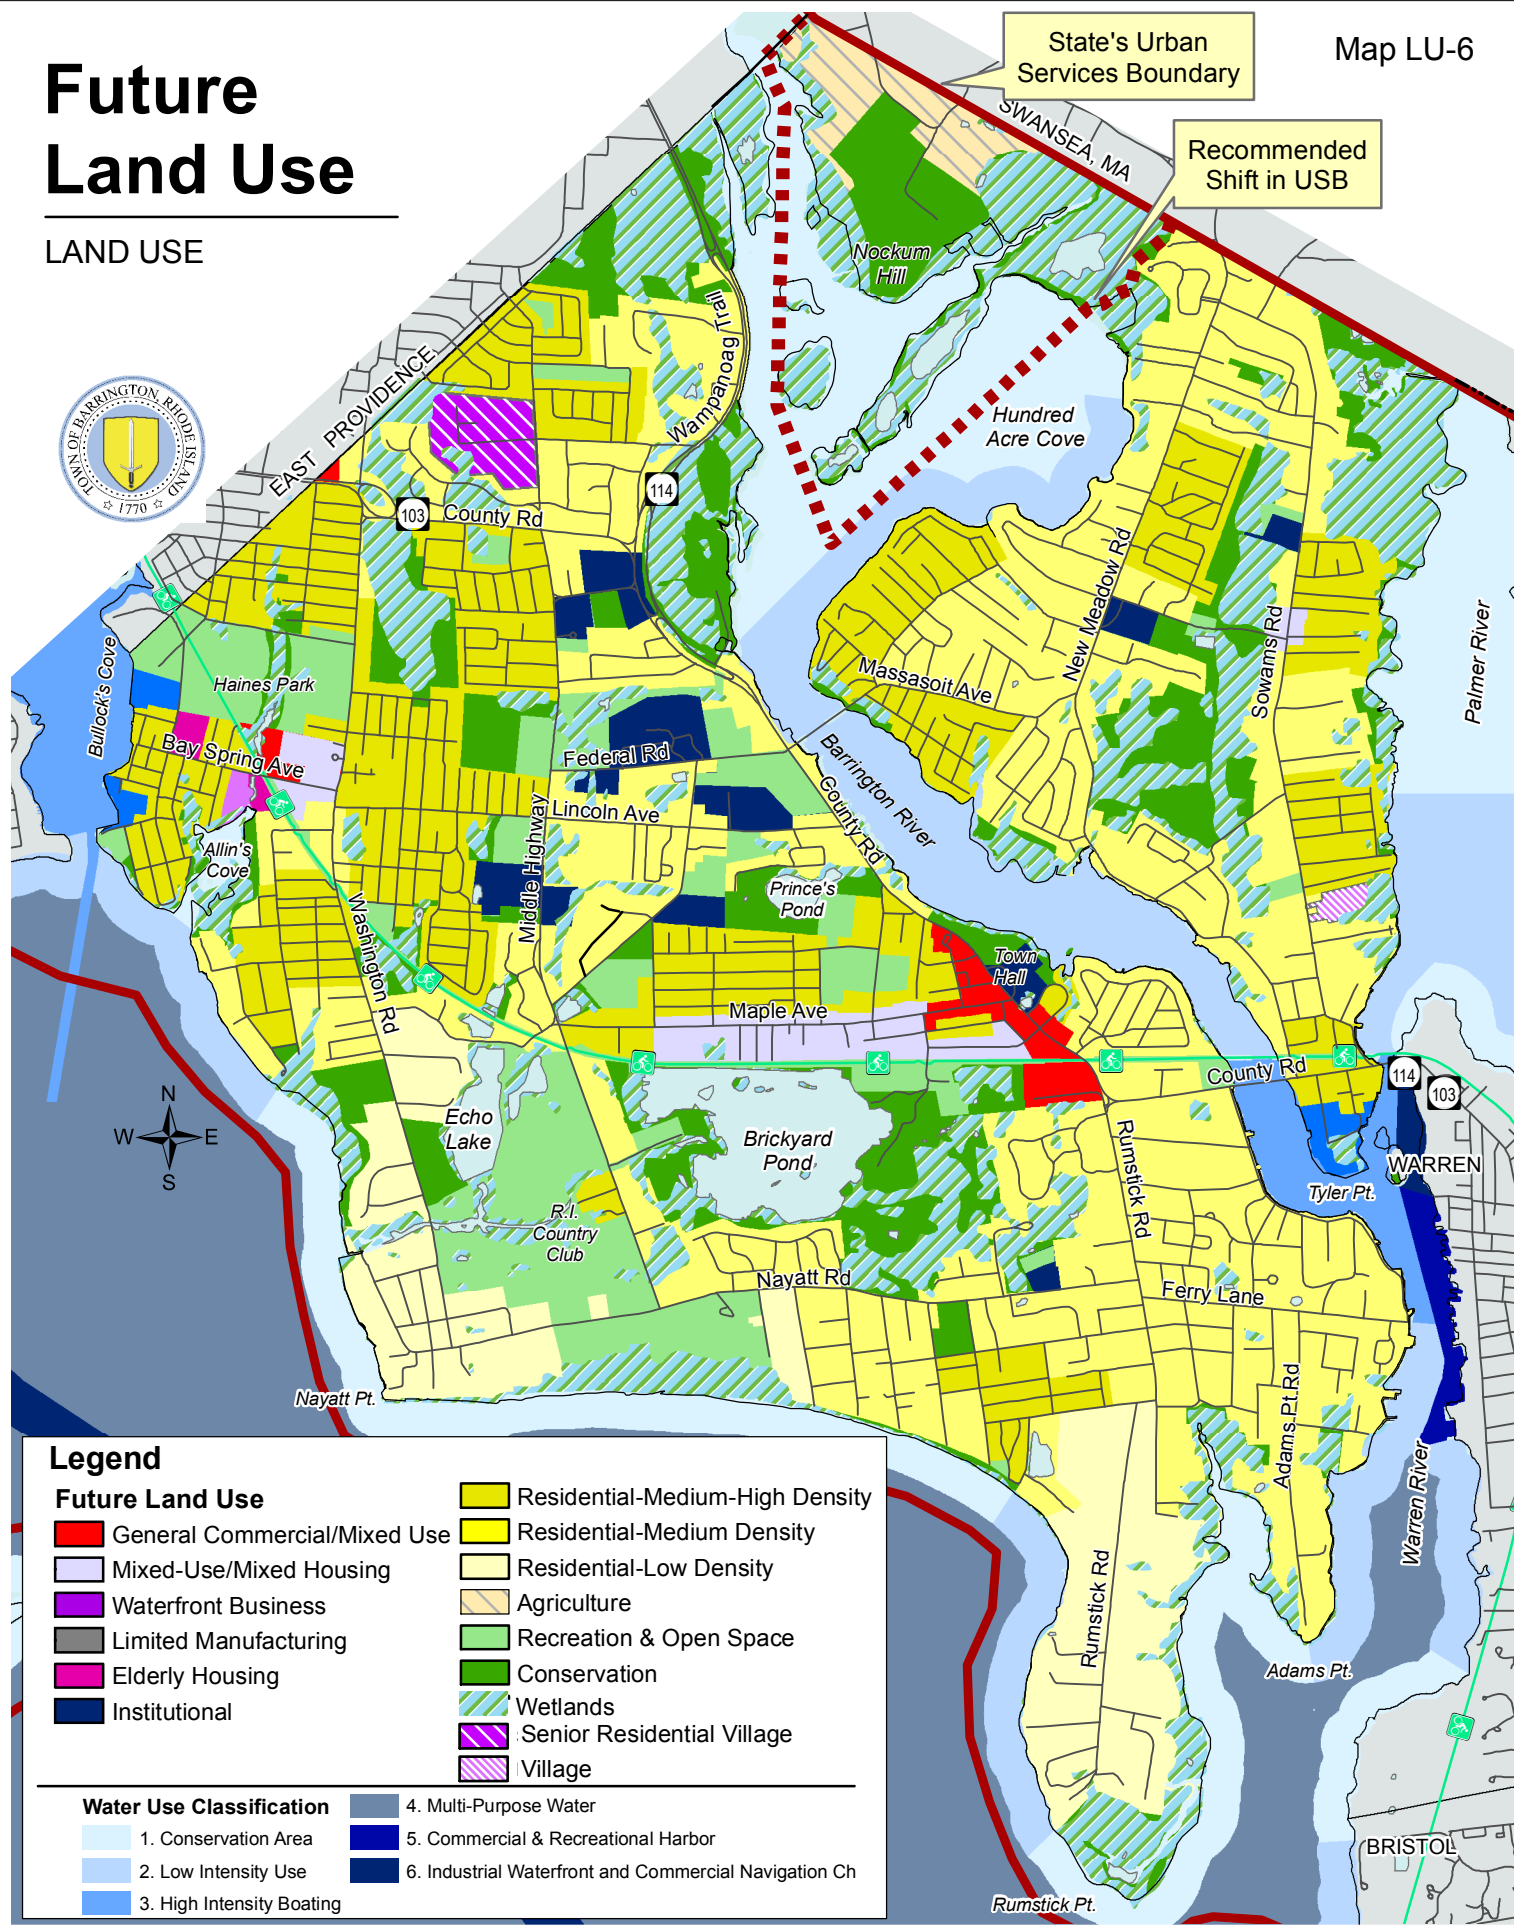 Future
Land Use
LAND USE
Map LU-6
State's Urban
Services Boundary
Recommended
Shift in USB
SWANSEA, MA
TOWN OF BARRINGTON, RHODE ISLAND
1770
EAST PROVIDENCE
Nockum
Hill
Wampanoag Trail
Hundred
Acre Cove
114
103
County Rd
New Meadow Rd
Sowams Rd
Palmer River
Bullock's Cove
Haines Park
Massasoit Ave
Bay Spring Ave
Federal Rd
Barrington River
Lincoln Ave
County Rd
Middle Highway
Allin's
Cove
Prince's
Pond
Washington Rd
Town
Hall
Maple Ave
County Rd
114
103
N
W
E
S
Echo
Lake
Brickyard
Pond
Rumstick Rd
WARREN
Tyler Pt.
R.I.
Country
Club
Nayatt Rd
Ferry Lane
Nayatt Pt.
Adams Pt Rd
Warren River
Rumstick Rd
Adams Pt.
BRISTOL
Rumstick Pt.
Legend
Future Land Use
General Commercial/Mixed Use
Mixed-Use/Mixed Housing
Waterfront Business
Limited Manufacturing
Elderly Housing
Institutional
Residential-Medium-High Density
Residential-Medium Density
Residential-Low Density
Agriculture
Recreation & Open Space
Conservation
Wetlands
Senior Residential Village
Village
Water Use Classification
1. Conservation Area
2. Low Intensity Use
3. High Intensity Boating
4. Multi-Purpose Water
5. Commercial & Recreational Harbor
6. Industrial Waterfront and Commercial Navigation Ch